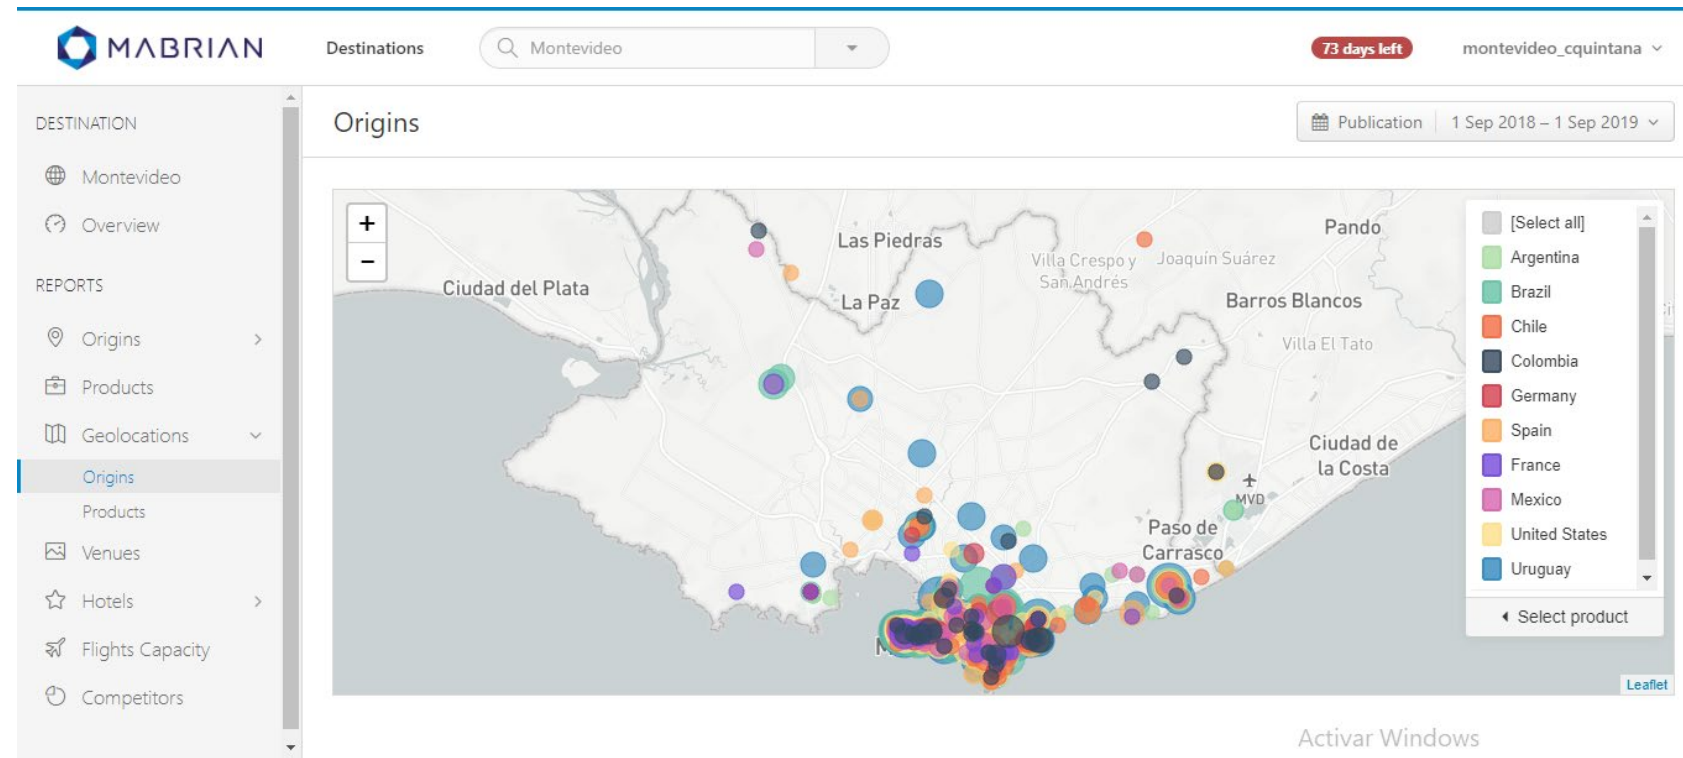 MABRIAN
Destinations
Montevideo
73 days left
montevideo_cquintana
DESTINATION
Montevideo
Overview
REPORTS
Origins
Products
Geolocations
Origins
Products
Venues
Hotels
Flights Capacity
Competitors
Origins
Publication 1 Sep 2018 – 1 Sep 2019
+
−
Las Piedras
Pando
Villa Crespo y
San Andrés
Joaquín Suárez
Ciudad del Plata
La Paz
Barros Blancos
Villa El Tato
Ciudad de
la Costa
MVD
Paso de
Carrasco
[Select all]
Argentina
Brazil
Chile
Colombia
Germany
Spain
France
Mexico
United States
Uruguay
Select product
Leaflet
Activar Windows